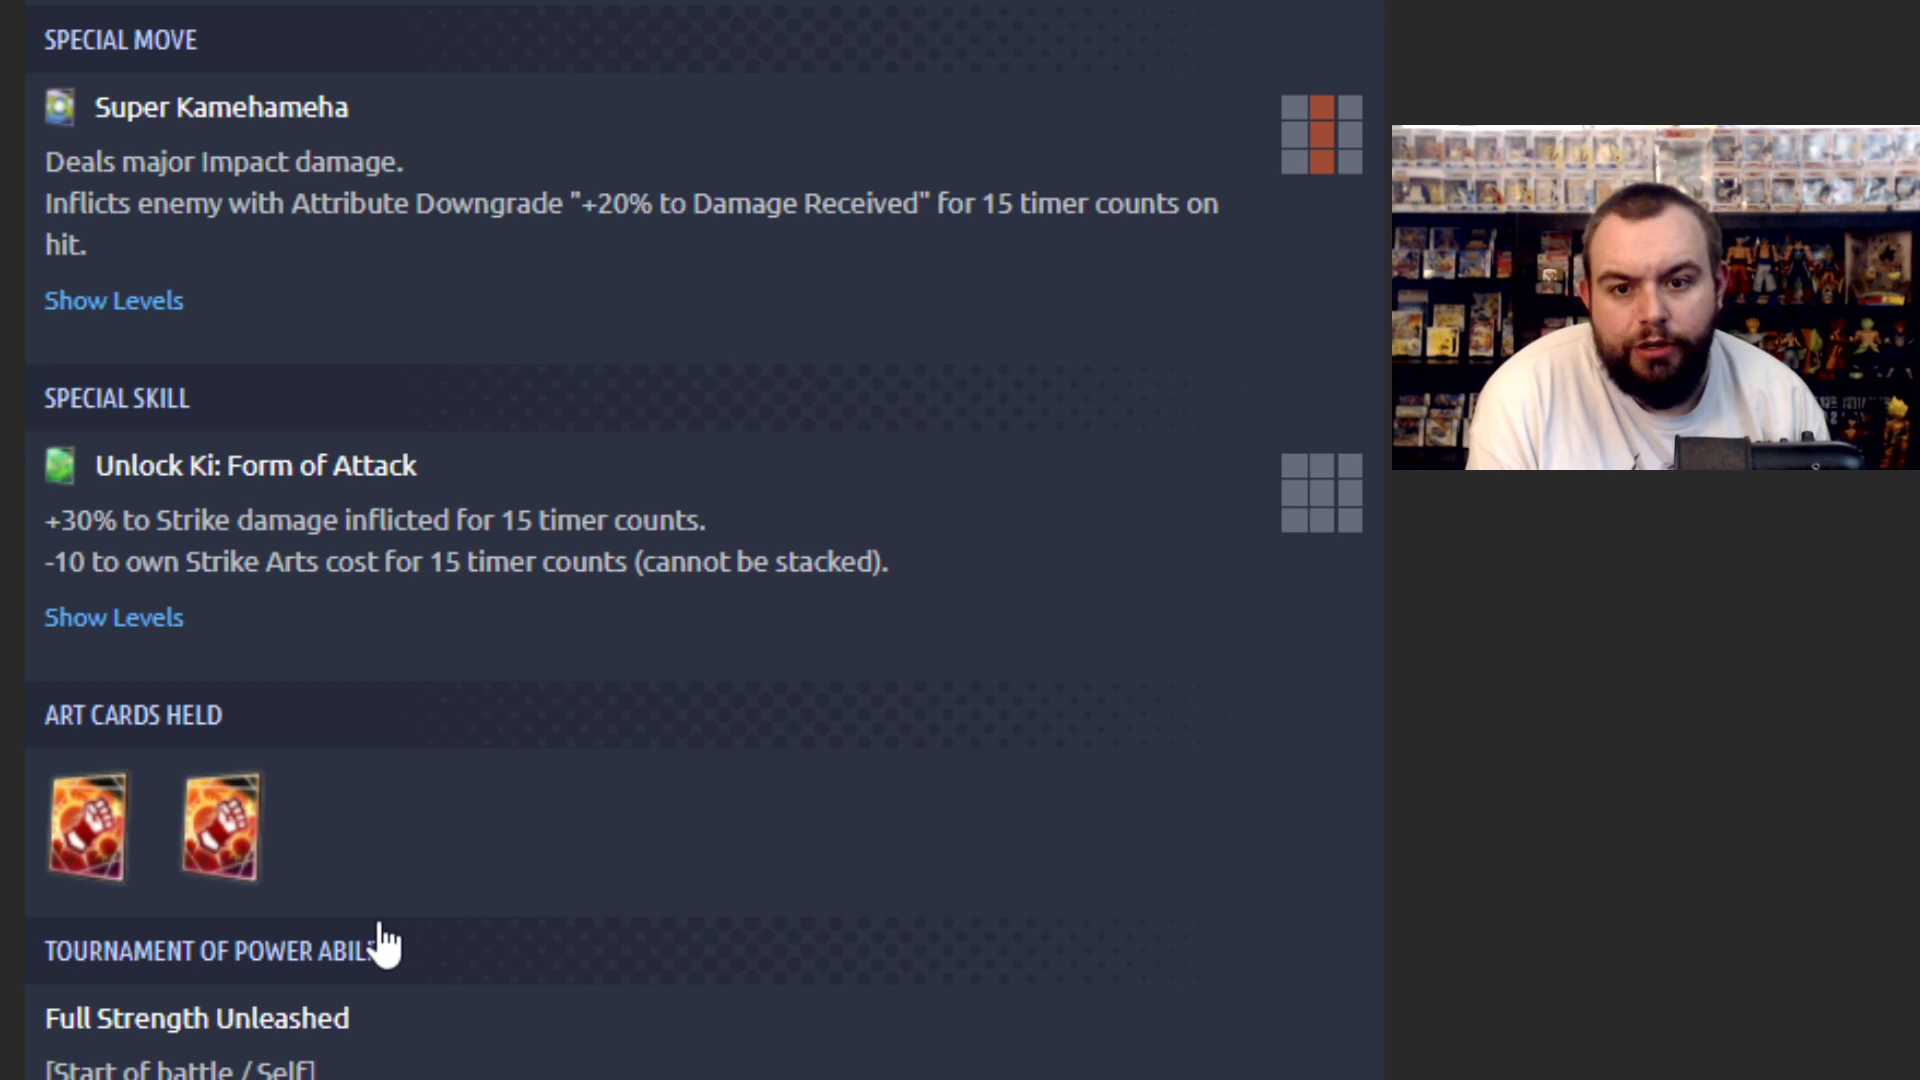 SPECIAL MOVE
Super Kamehameha
Deals major Impact damage.
Inflicts enemy with Attribute Downgrade "+20% to Damage Received" for 15 timer counts on
hit.
Show Levels
SPECIAL SKILL
Unlock Ki: Form of Attack
+30% to Strike damage inflicted for 15 timer counts.
-10 to own Strike Arts cost for 15 timer counts (cannot be stacked).
Show Levels
ART CARDS HELD
TOURNAMENT OF POWER ABIL
Full Strength Unleashed
[Start of battle / Self]